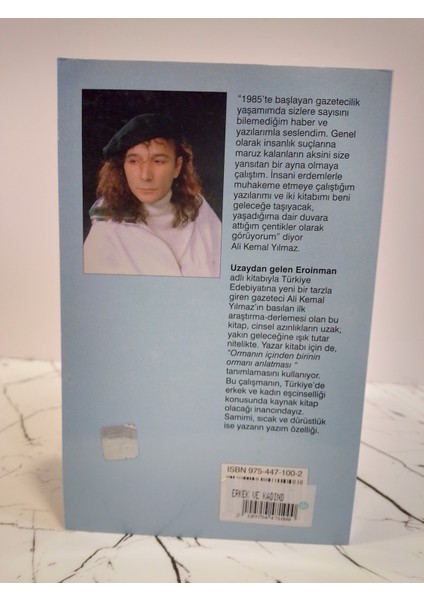 "1985'te başlayan gazetecilik
yaşamımda sizlere sayısını
bilemediğim haber ve
yazılarımla seslendim. Genel
olarak insanlık suçlarına
maruz kalanların aksini size
yansıtan bir ayna olmaya
çalıştım. İnsani erdemlerle
muhakeme etmeye çalıştığım
yazılarımı ve iki kitabımı beni
geleceğe taşıyacak,
yaşadığıma dair duvara
attığım çentikler olarak
görüyorum" diyor
Ali Kemal Yılmaz.
Uzaydan gelen Eroinman
adlı kitabıyla Türkiye
Edebiyatına yeni bir tarzla
giren gazeteci Ali Kemal
Yılmaz'ın basılan ilk
araştırma-derlemesi olan bu
kitap, cinsel azınlıkların uzak,
yakın geleceğine ışık tutar
nitelikte. Yazar kitabı için de,
"Ormanın içinden birinin
ormanı anlatması "
tanımlamasını kullanıyor.
Bu çalışmanın, Türkiye'de
erkek ve kadın eşcinselliği
konusunda kaynak kitap
olacağı inancındayız.
Samimi, sıcak ve dürüstlük
ise yazarın yazım özelliği.
ISBN 975-447-100-2
ERKEK VE KADIND